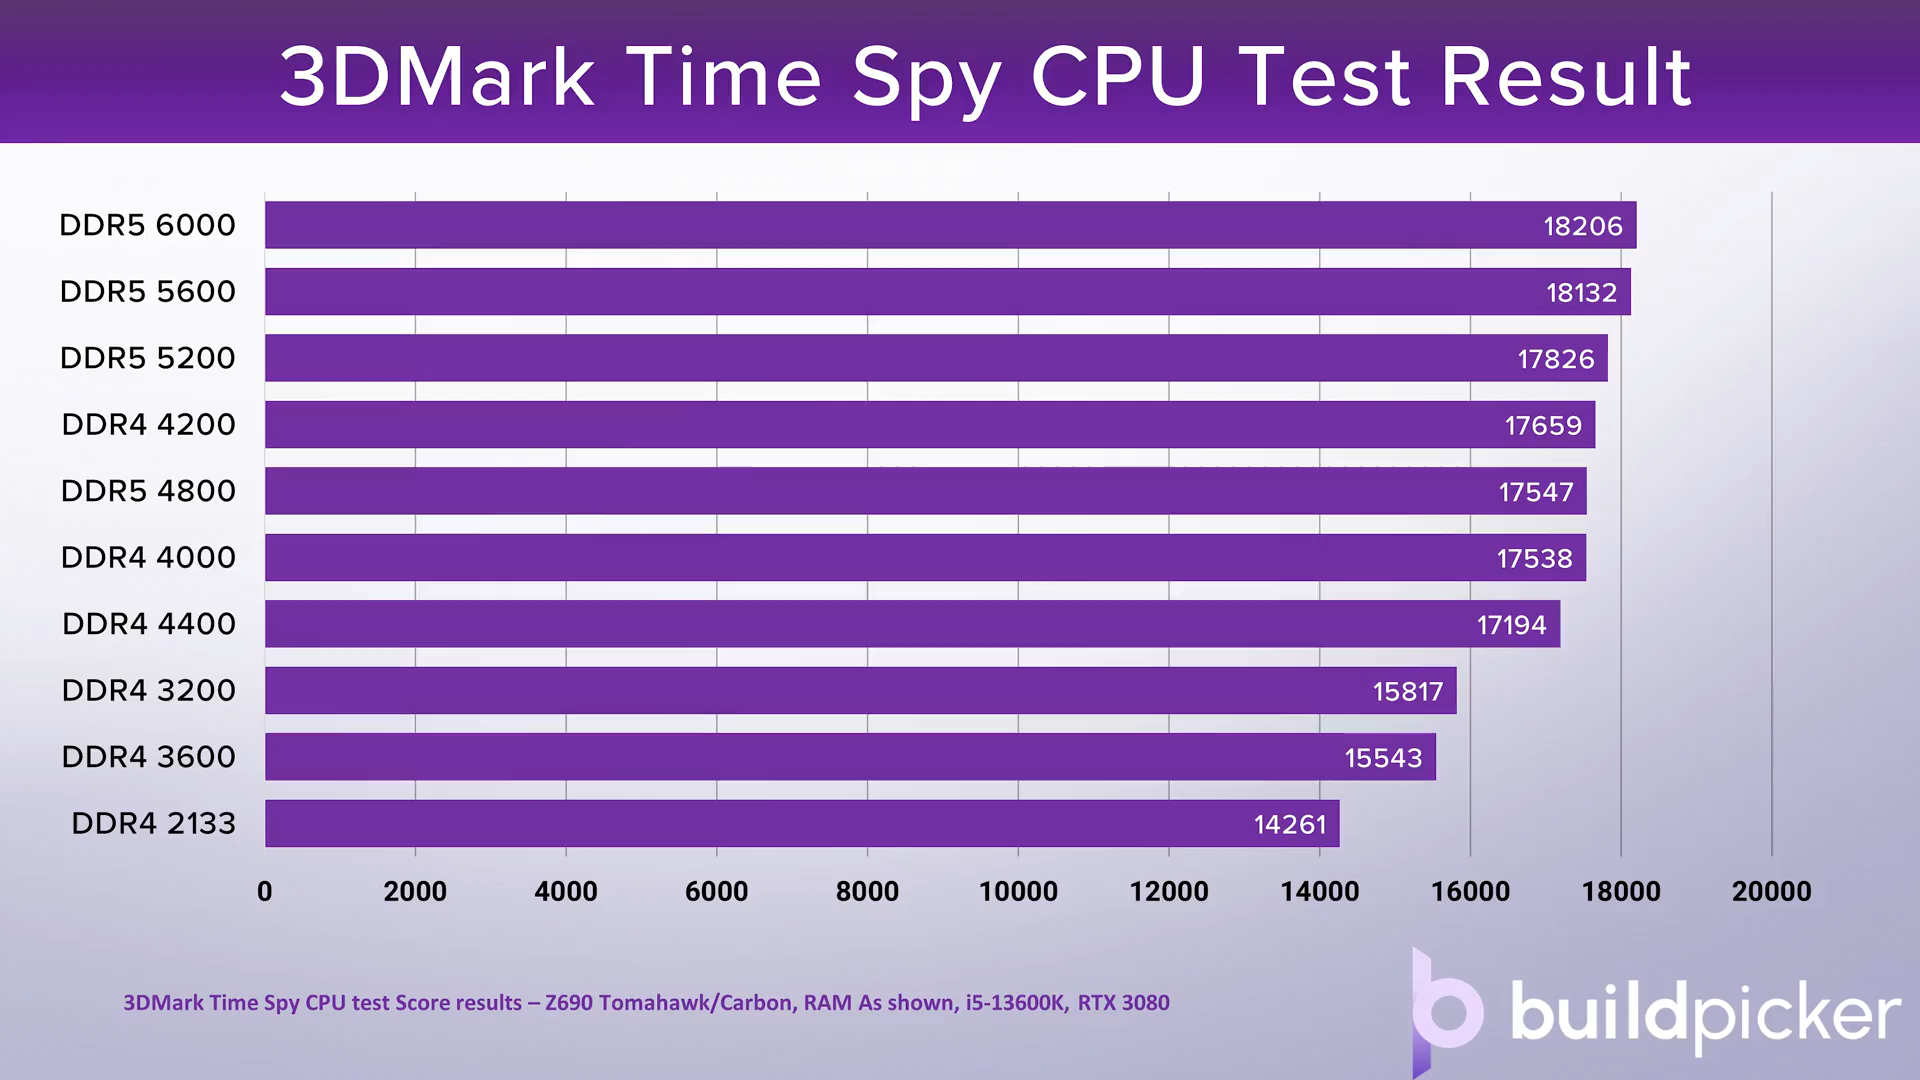 3DMark Time Spy CPU Test Result
DDR5 6000 18206
DDR5 5600 18132
DDR5 5200 17826
DDR4 4200 17659
DDR5 4800 17547
DDR4 4000 17538
DDR4 4400 17194
DDR4 3200 15817
DDR4 3600 15543
DDR4 2133 14261
0 2000 4000 6000 8000 10000 12000 14000 16000 18000 20000
3DMark Time Spy CPU test Score results – Z690 Tomahawk/Carbon, RAM As shown, i5-13600K, RTX 3080
buildpicker